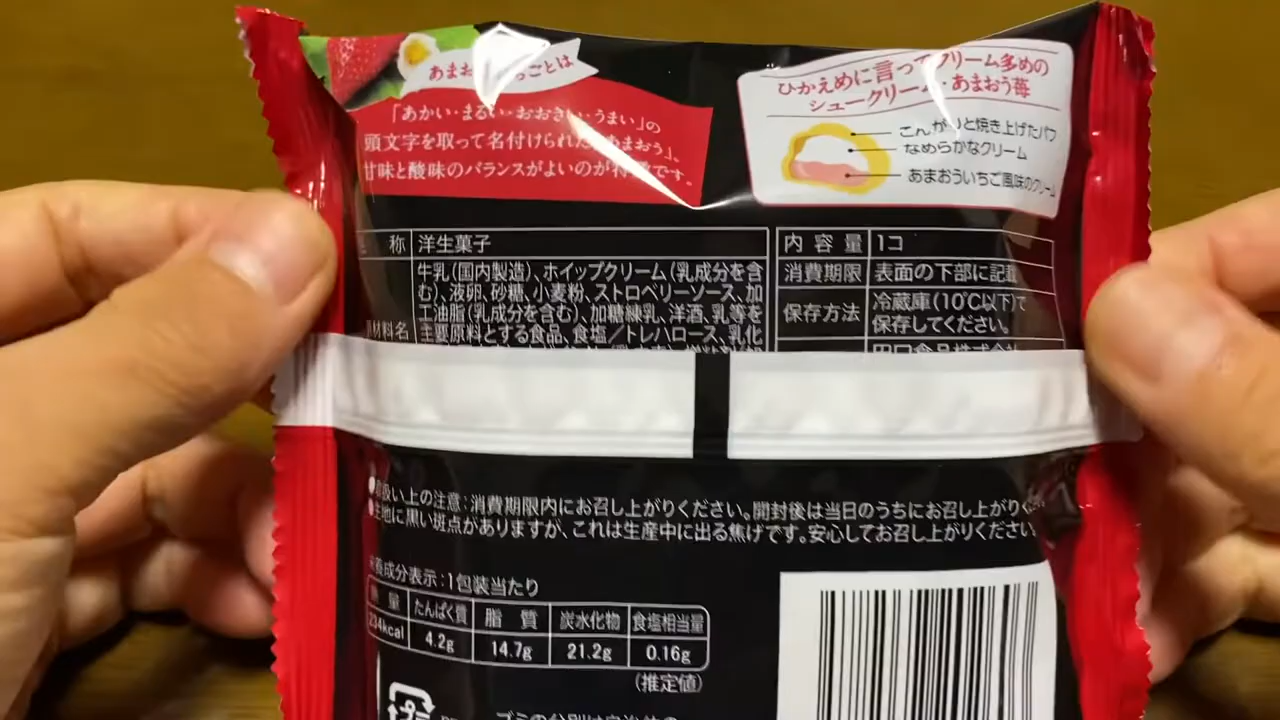 あまおういちごとは
「あかい・まるい・おおきい・うまい」の
頭文字を取って名付けられた「あまおう」。
甘味と酸味のバランスがよいのが特徴です。
ひかえめに言ってクリーム多めの
シュークリーム・あまおう苺
こんがりと焼き上げたパフ
なめらかなクリーム
あまおういちご風味のクリーム
称 洋生菓子
材料名
牛乳(国内製造)、ホイップクリーム(乳成分を含
む)、液卵、砂糖、小麦粉、ストロベリーソース、加
工油脂(乳成分を含む)、加糖練乳、洋酒、乳等を
主要原料とする食品、食塩/トレハロース、乳化
内容量 1コ
消費期限 表面の下部に記載
保存方法 冷蔵庫(10℃以下)で
保存してください。
●取扱い上の注意:消費期限内にお召し上がりください。開封後は当日のうちにお召し上がりく
●生地に黒い斑点がありますが、これは生産中に出る焦げです。安心してお召し上がりください。
栄養成分表示:1包装当たり
熱量 たんぱく質 脂質 炭水化物 食塩相当量
234kcal 4.2g 14.7g 21.2g 0.16g
(推定値)
プラ